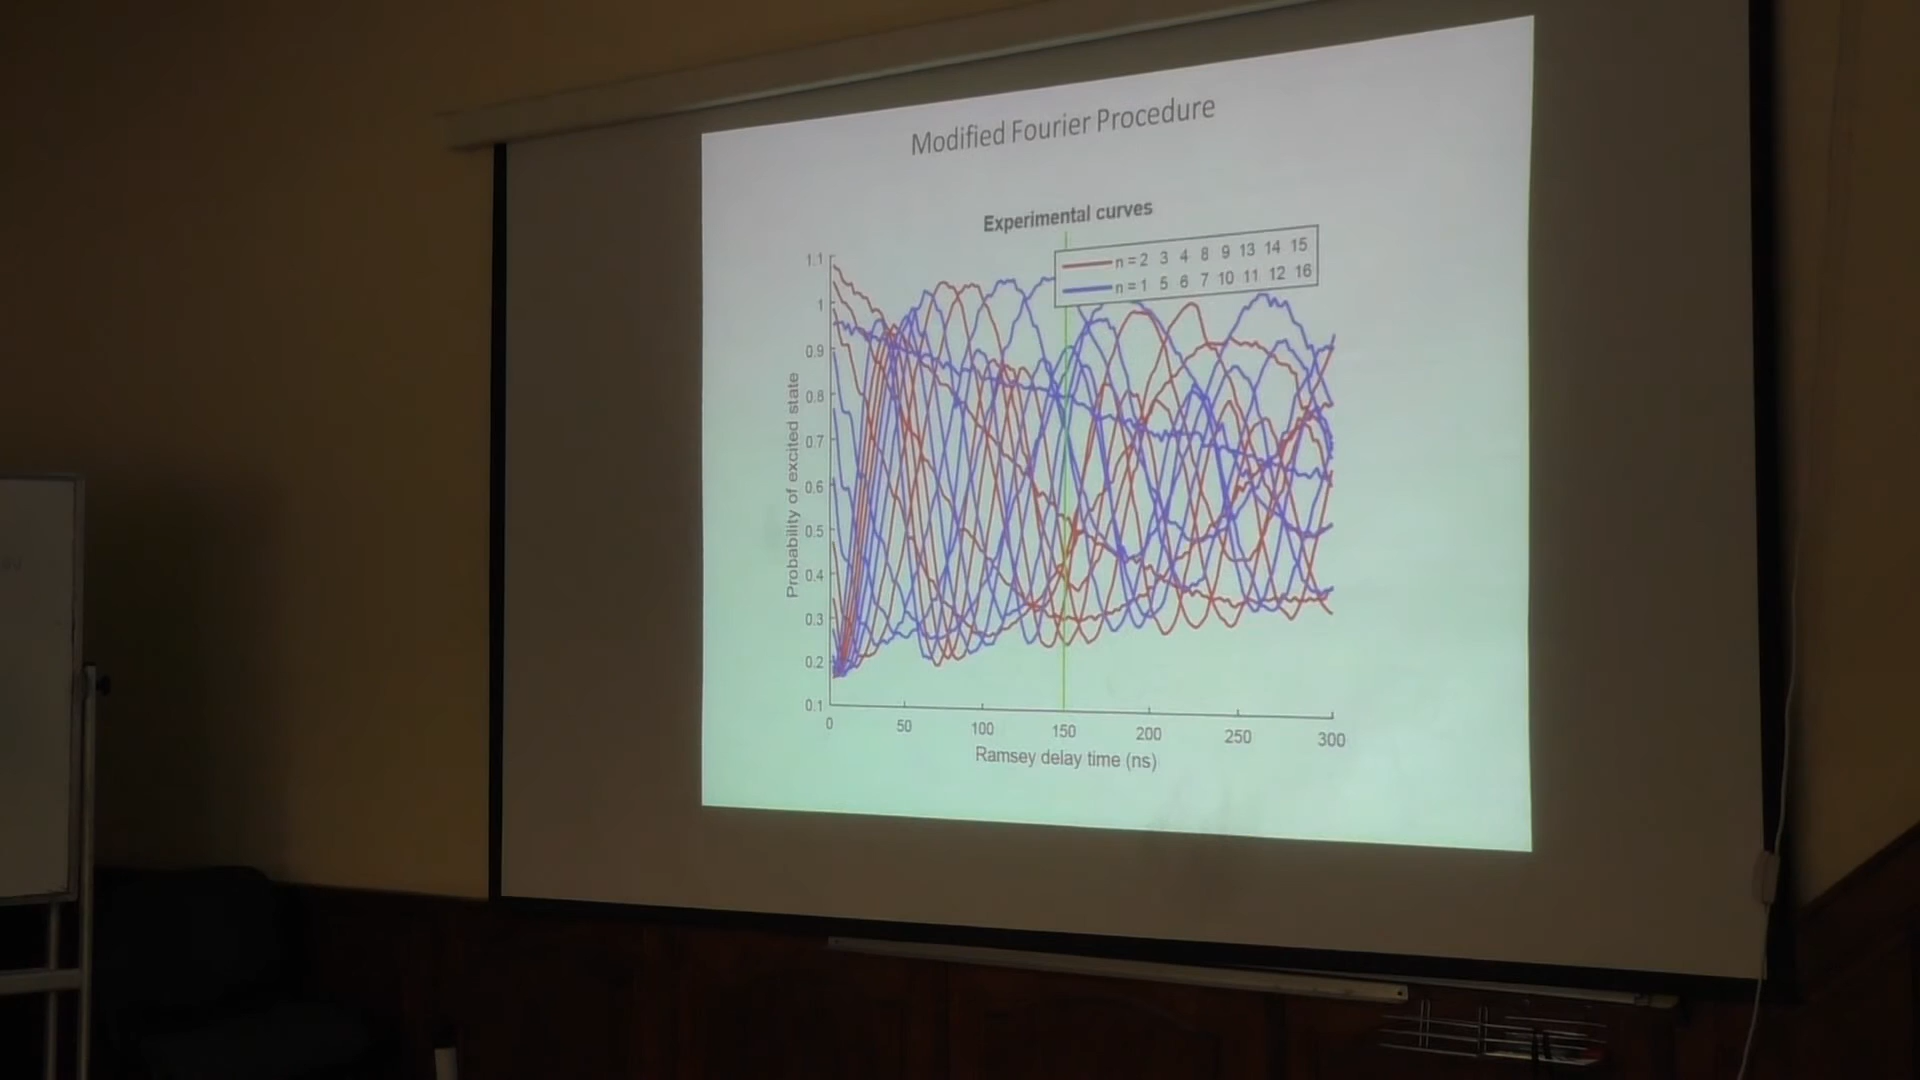 Modified Fourier Procedure
Experimental curves
n = 2 3 4 8 9 13 14 15
n = 1 5 6 7 10 11 12 16
Probability of excited state
1.1
1
0.9
0.8
0.7
0.6
0.5
0.4
0.3
0.2
0.1
0 50 100 150 200 250 300
Ramsey delay time (ns)